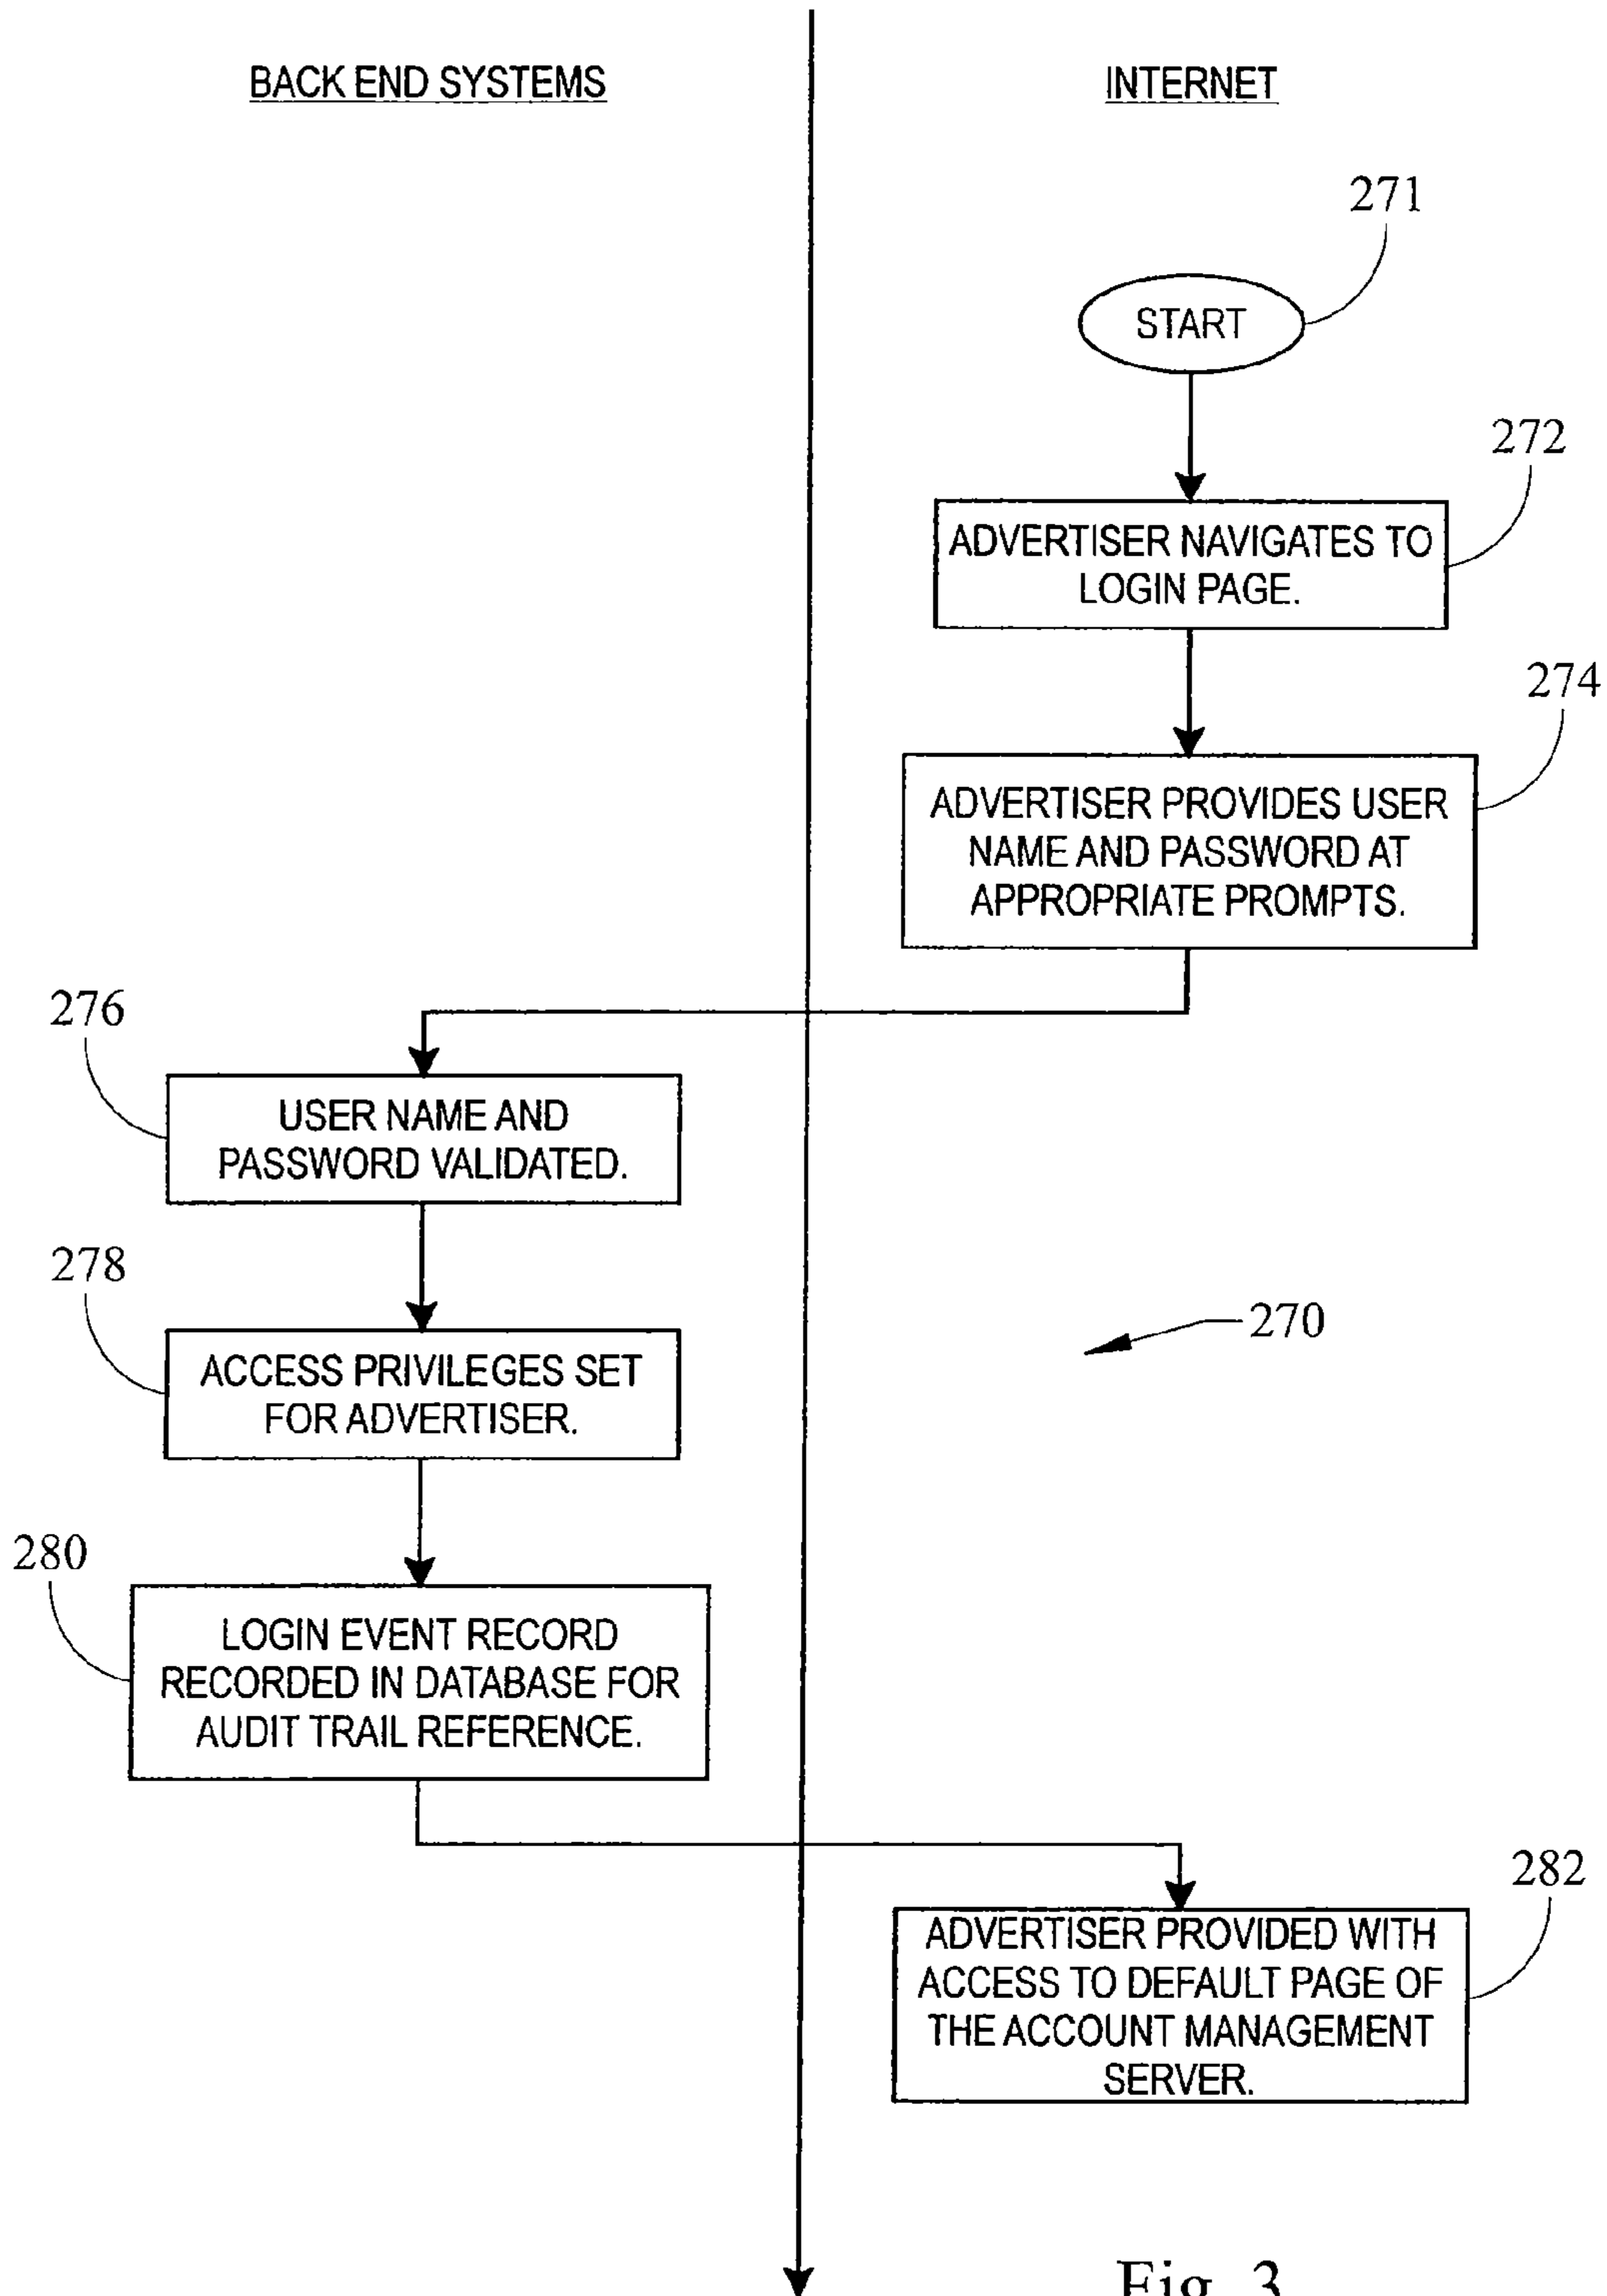 BACK END SYSTEMS
INTERNET
271
START
272
ADVERTISER NAVIGATES TO
LOGIN PAGE.
274
ADVERTISER PROVIDES USER
NAME AND PASSWORD AT
APPROPRIATE PROMPTS.
276
USER NAME AND
PASSWORD VALIDATED.
278
ACCESS PRIVILEGES SET
FOR ADVERTISER.
270
280
LOGIN EVENT RECORD
RECORDED IN DATABASE FOR
AUDIT TRAIL REFERENCE.
282
ADVERTISER PROVIDED WITH
ACCESS TO DEFAULT PAGE OF
THE ACCOUNT MANAGEMENT
SERVER.
Fig. 3